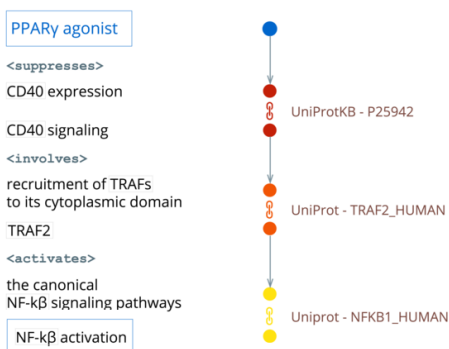 PPARγ agonist
<suppresses>
CD40 expression
UniProtKB - P25942
CD40 signaling
<involves>
recruitment of TRAFs
to its cytoplasmic domain
UniProt - TRAF2_HUMAN
TRAF2
<activates>
the canonical
NF-kβ signaling pathways
Uniprot - NFKB1_HUMAN
NF-kβ activation